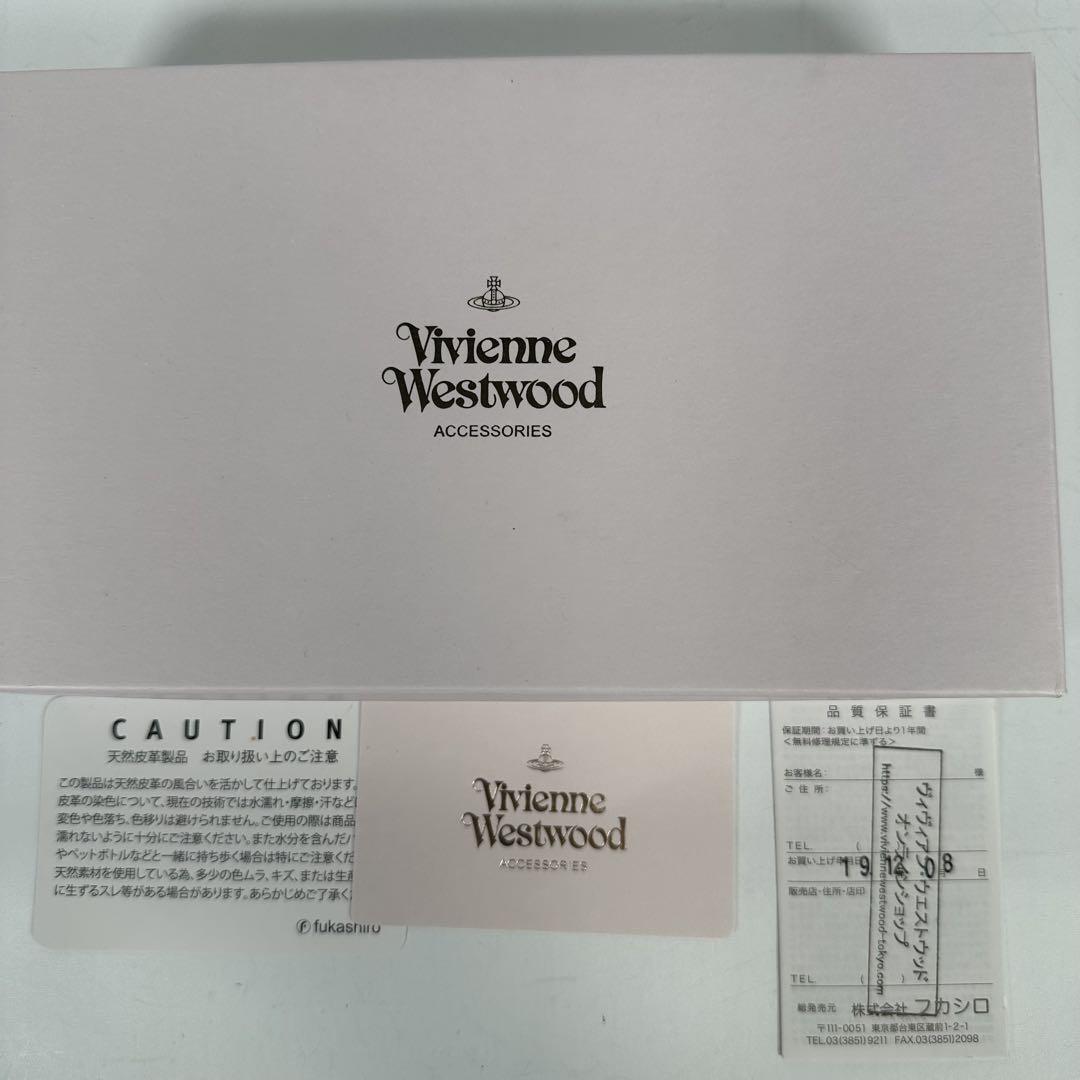 Vivienne
Westwood
ACCESSORIES
CAUTION
天然皮革製品 お取り扱い上のご注意
この製品は天然皮革の風合いを活かして仕上げております。
皮革の染色について、現在の技術では水濡れ・摩擦・汗など
変色や色落ち、色移りは避けられません。ご使用の際は商品
濡れないように十分にご注意ください。また水分を含んだ
やペットボトルなどと一緒に持ち歩く場合は特にご注意くだ
天然素材を使用している為、多少の色ムラ、キズ、または生産
に生ずるスレ等がある場合があります。あらかじめご了承く
fukashiro
Vivienne
Westwood
ACCESSORIES
品質保証書
保証期間：お買い上げ日より1年間
<無料修理規定に準ずる>
お客様名： 様
ご住所：
TEL. (
お買い上げ年月日 日
19.
8
販売店・住所・店印
TEL. ( )
ヴィヴィアン・ウエストウッド
オンラインショップ
https://www.viviennewestwood-tokyo.com
総発売元 株式会社 フカシロ
〒111-0051 東京都台東区蔵前1-2-1
TEL.03(3851)9211 FAX.03(3851)2098